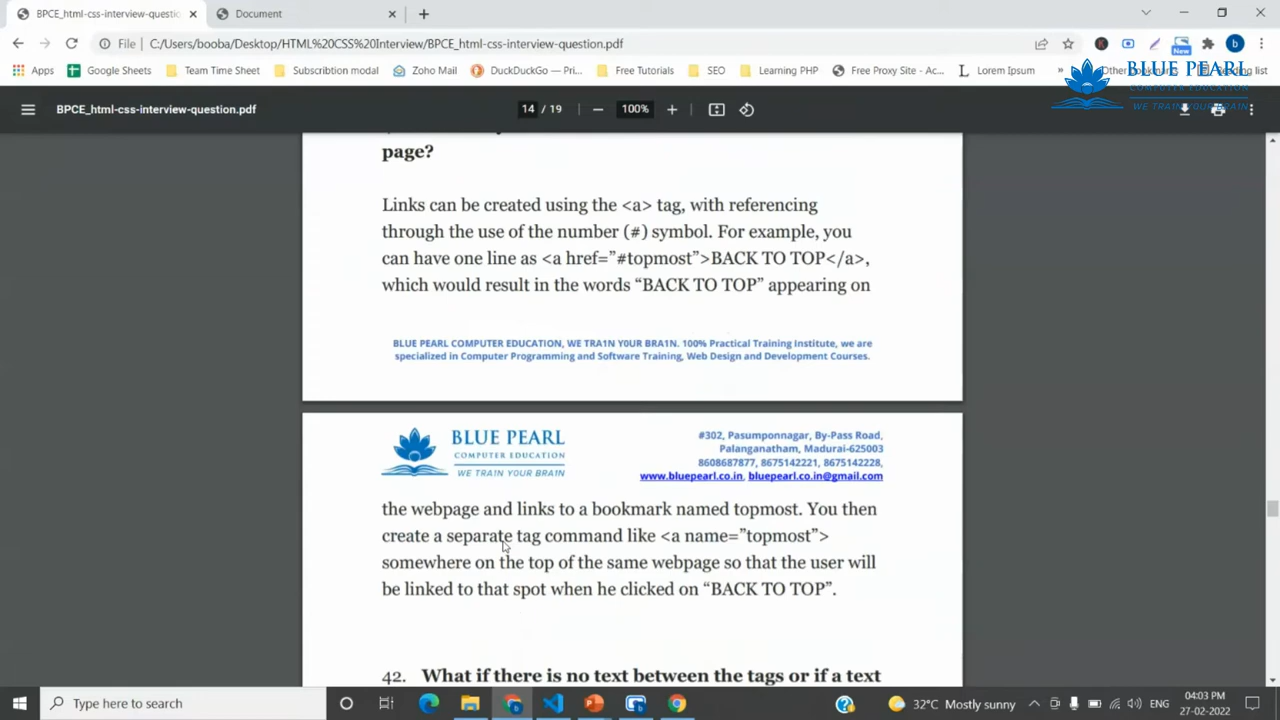 BPCE_html-css-interview-questio
Document
File
C:/Users/booba/Desktop/HTML%20CSS%20Interview/BPCE_html-css-interview-question.pdf
New
b
Apps
Google Sheets
Team Time Sheet
Subscribtion modal
Zoho Mail
DuckDuckGo — Pri...
Free Tutorials
SEO
Learning PHP
Free Proxy Site - Ac...
Lorem Ipsum
»
Other bookmarks
Reading list
BLUE PEARL
COMPUTER EDUCATION
WE TRAIN YOUR BRAIN
BPCE_html-css-interview-question.pdf
14 / 19
100%
page?
Links can be created using the <a> tag, with referencing
through the use of the number (#) symbol. For example, you
can have one line as <a href=”#topmost”>BACK TO TOP</a>,
which would result in the words “BACK TO TOP” appearing on
BLUE PEARL COMPUTER EDUCATION, WE TRA1N Y0UR BRA1N. 100% Practical Training Institute, we are
specialized in Computer Programming and Software Training, Web Design and Development Courses.
BLUE PEARL
COMPUTER EDUCATION
WE TRAIN YOUR BRAIN
#302, Pasumponnagar, By-Pass Road,
Palanganatham, Madurai-625003
8608687877, 8675142221, 8675142228,
www.bluepearl.co.in, bluepearl.co.in@gmail.com
the webpage and links to a bookmark named topmost. You then
create a separate tag command like <a name=”topmost”>
somewhere on the top of the same webpage so that the user will
be linked to that spot when he clicked on “BACK TO TOP”.
42. What if there is no text between the tags or if a text
Type here to search
32°C Mostly sunny
ENG
04:03 PM
27-02-2022